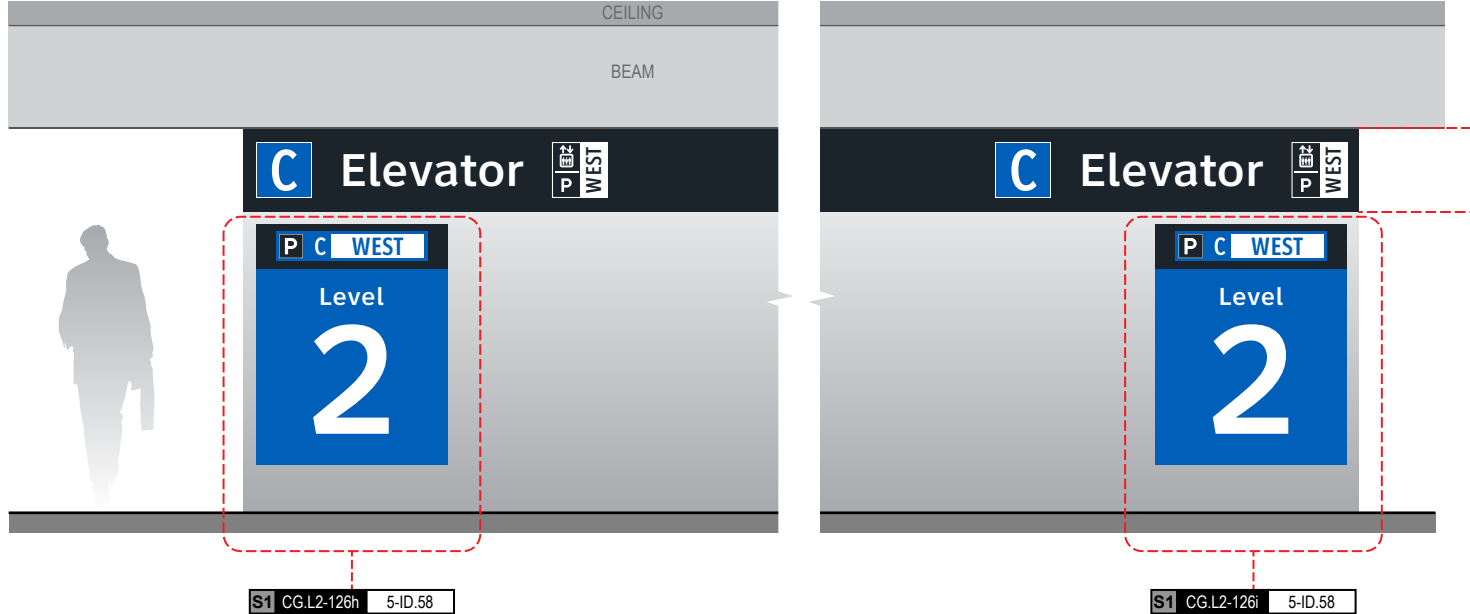 CEILING
BEAM
C Elevator P WEST
C Elevator P WEST
P C WEST
Level
2
P C WEST
Level
2
S1 CG.L2-126h 5-ID.58
S1 CG.L2-126i 5-ID.58